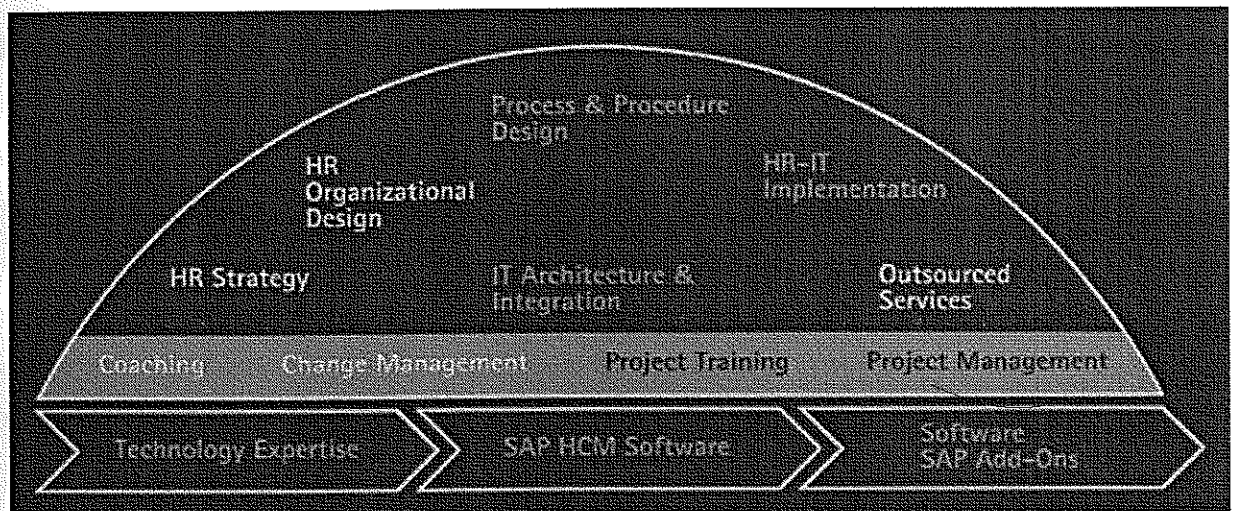 Process & Procedure
Design
HR
Organizational
Design
HR-IT
Implementation
HR Strategy
IT Architecture &
Integration
Outsourced
Services
Coaching
Change Management
Project Training
Project Management
Technology Expertise
SAP HCM Software
Software
SAP Add-Ons